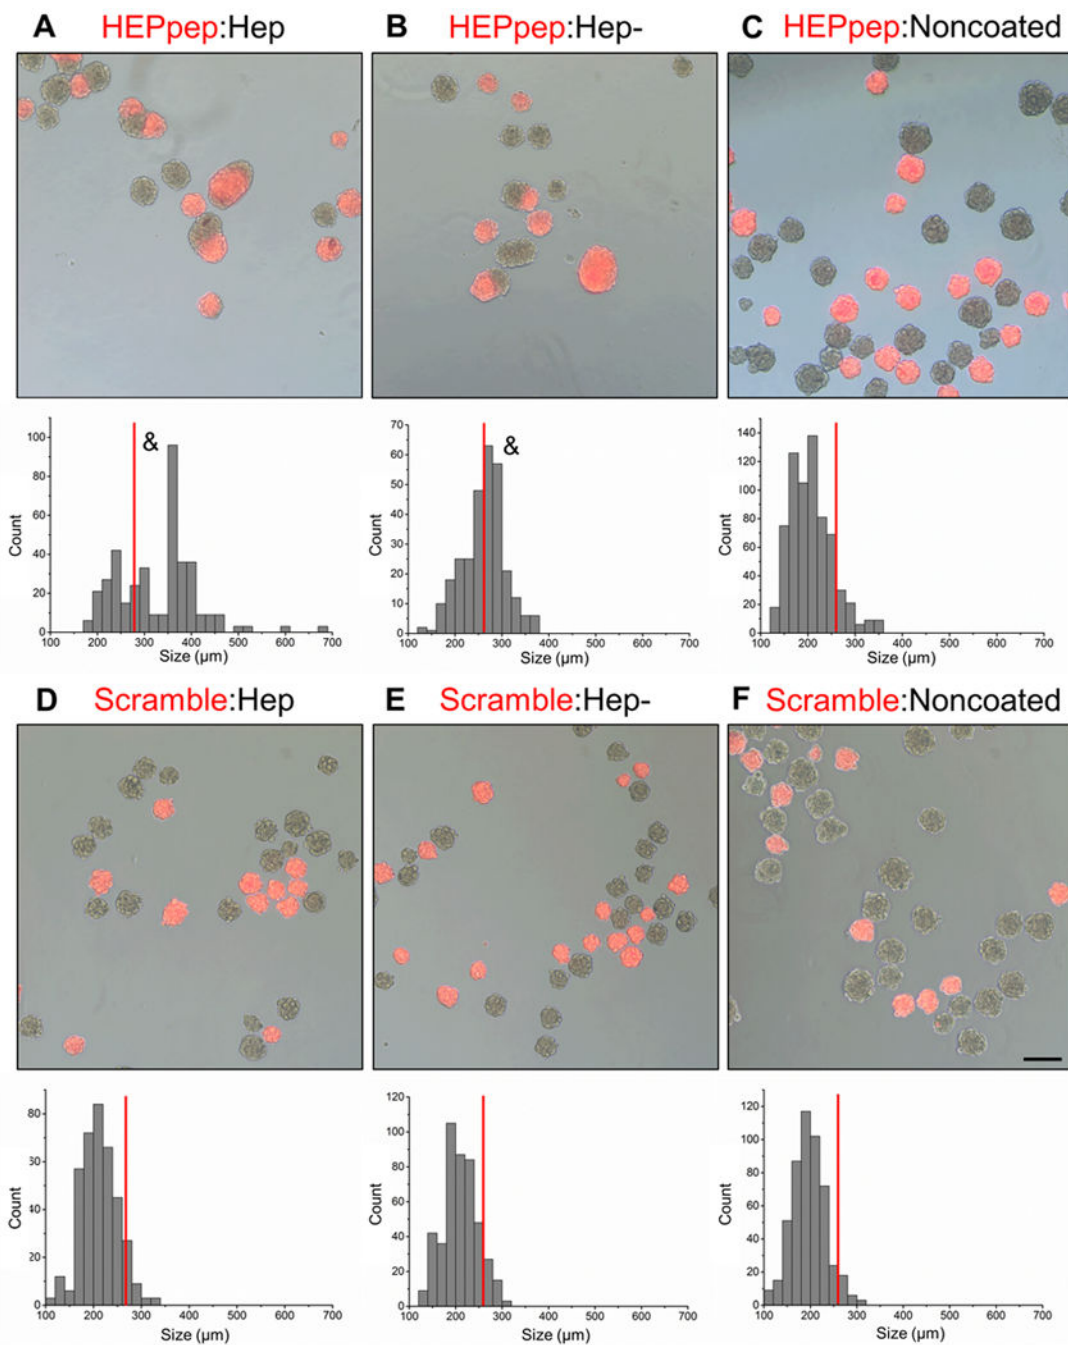 A HEPpep:Hep
B HEPpep:Hep-
C HEPpep:Noncoated
100
80
60
40
20
0
Count
&
100 200 300 400 500 600 700
Size (µm)
70
60
50
40
30
20
10
0
Count
&
100 200 300 400 500 600 700
Size (µm)
140
120
100
80
60
40
20
0
Count
100 200 300 400 500 600 700
Size (µm)
D Scramble:Hep
E Scramble:Hep-
F Scramble:Noncoated
80
60
40
20
0
Count
100 200 300 400 500 600 700
Size (µm)
120
100
80
60
40
20
0
Count
100 200 300 400 500 600 700
Size (µm)
120
100
80
60
40
20
0
Count
100 200 300 400 500 600 700
Size (µm)